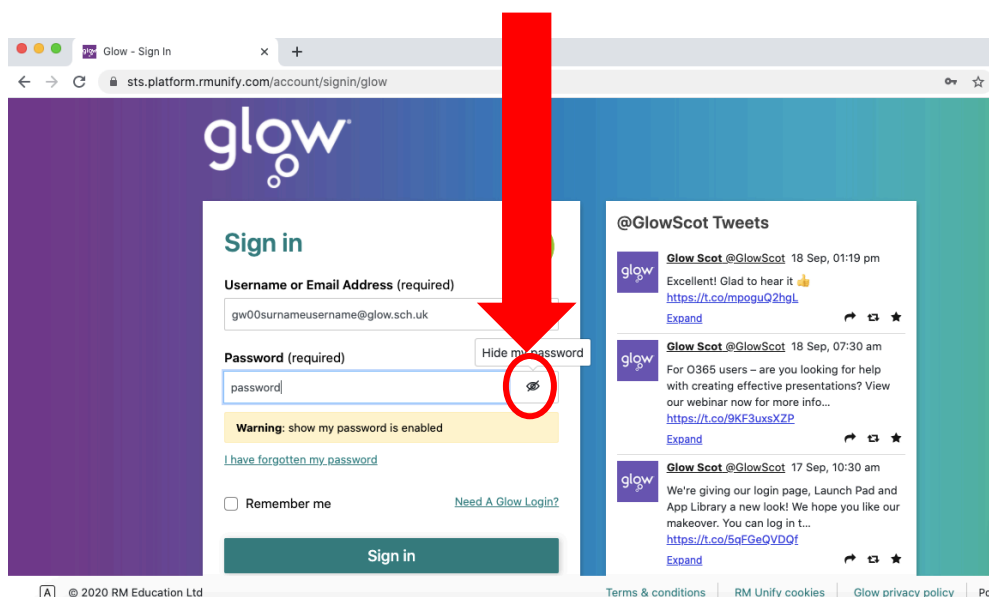 Glow - Sign In
sts.platform.rmunify.com/account/signin/glow
glow
Sign in
Username or Email Address (required)
gw00surnameusername@glow.sch.uk
Password (required)
Hide my password
password
Warning: show my password is enabled
I have forgotten my password
Remember me
Need A Glow Login?
Sign in
@GlowScot Tweets
glow
Glow Scot @GlowScot 18 Sep, 01:19 pm
Excellent! Glad to hear it 👍
https://t.co/mpoguQ2hgL
Expand
glow
Glow Scot @GlowScot 18 Sep, 07:30 am
For O365 users – are you looking for help
with creating effective presentations? View
our webinar now for more info...
https://t.co/9KF3uxsXZP
Expand
glow
Glow Scot @GlowScot 17 Sep, 10:30 am
We're giving our login page, Launch Pad and
App Library a new look! We hope you like our
makeover. You can log in t...
https://t.co/5qFGeQVDQf
Expand
A © 2020 RM Education Ltd
Terms & conditions RM Unify cookies Glow privacy policy